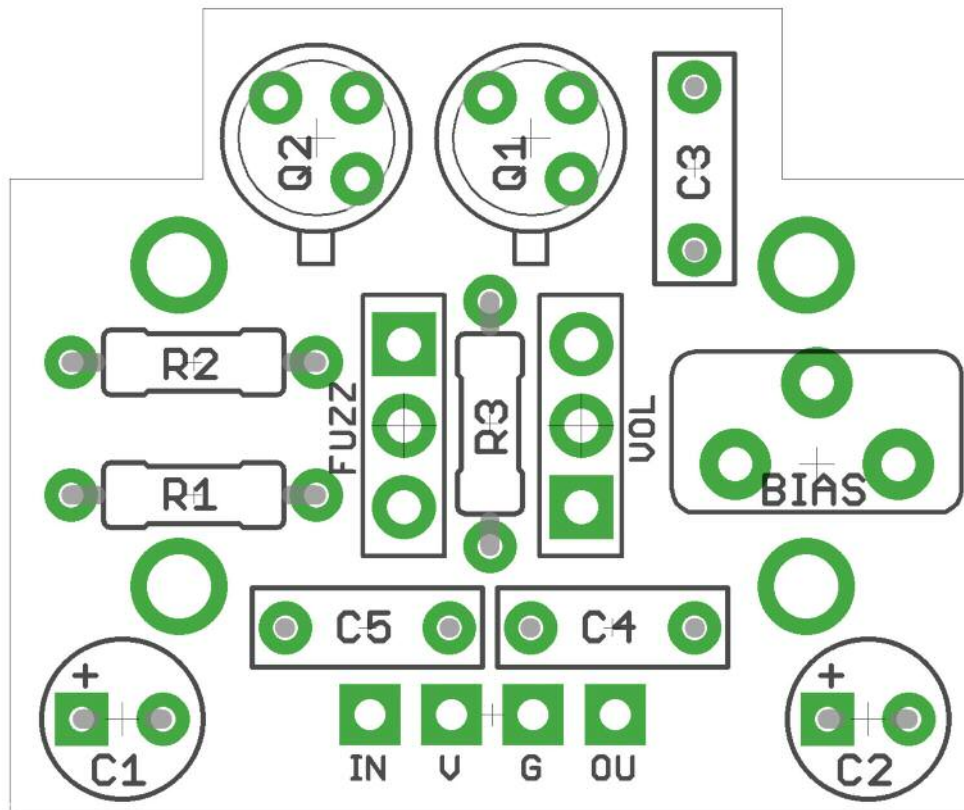 Q2
Q1
C3
R2
FUZZ
R3
VOL
R1
BIAS
C5
C4
+
C1
+
C2
IN
V
G
OU